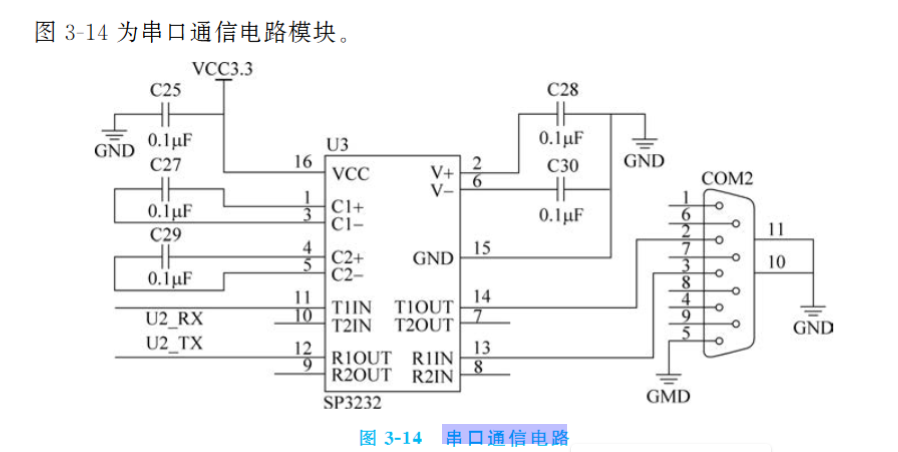 图 3-14 为串口通信电路模块。
VCC3.3
C25
0.1μF
GND
C27
0.1μF
C29
0.1μF
U2_RX
U2_TX
U3
16 VCC
1 C1+
3 C1−
4 C2+
5 C2−
11 T1IN
10 T2IN
12 R1OUT
9 R2OUT
V+ 2
V− 6
GND 15
T1OUT 14
T2OUT 7
R1IN 13
R2IN 8
SP3232
C28
0.1μF
GND
C30
0.1μF
COM2
1
6
2
7
3
8
4
9
5
11
10
GND
GMD
图 3-14 串口通信电路